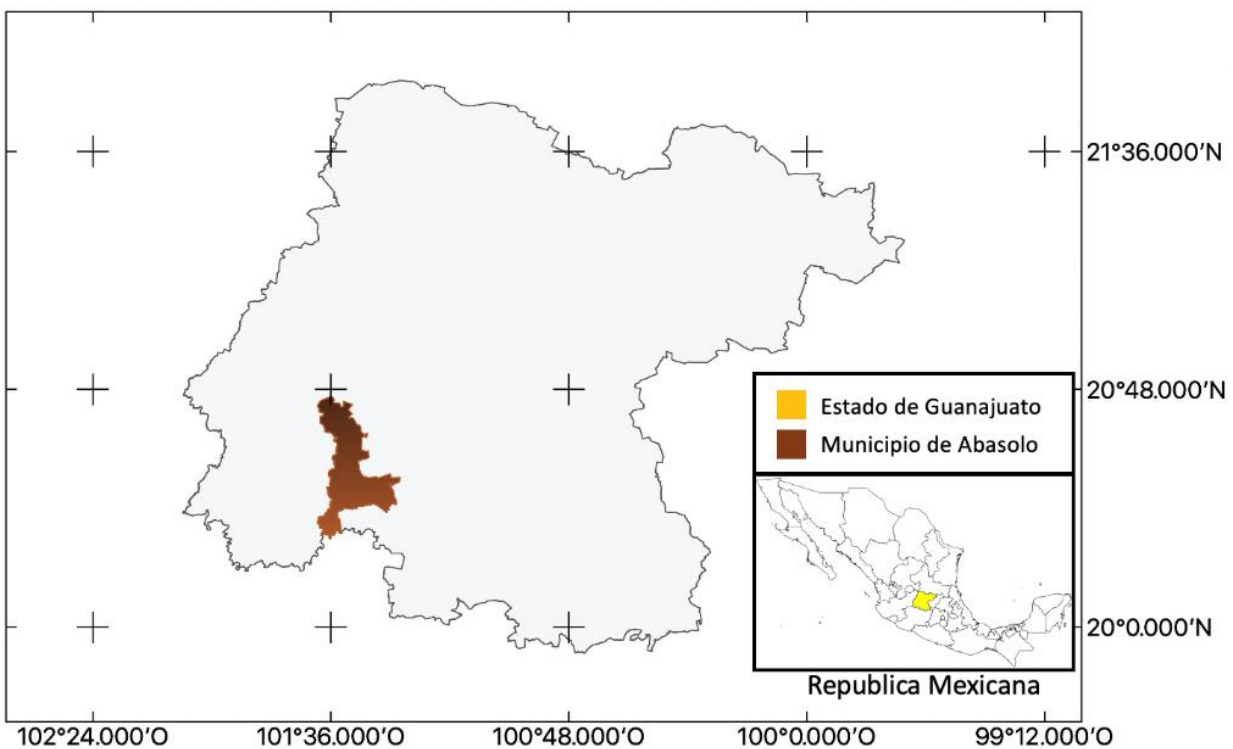 21°36.000'N
20°48.000'N
Estado de Guanajuato
Municipio de Abasolo
20°0.000'N
Republica Mexicana
102°24.000'O
101°36.000'O
100°48.000'O
100°0.000'O
99°12.000'O